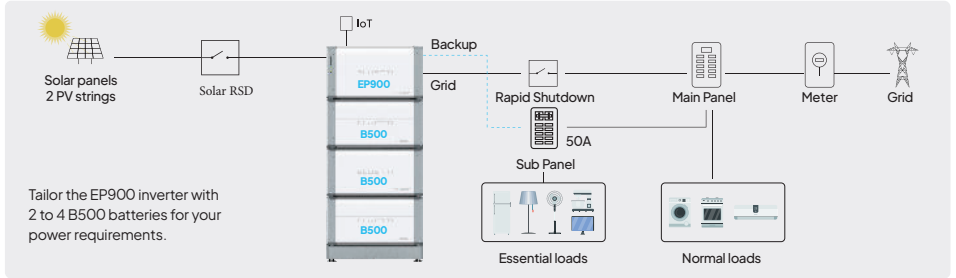 IoT
Backup
EP900
Grid
Solar panels
2 PV strings
Solar RSD
Rapid Shutdown
Main Panel
Meter
Grid
B500
50A
Sub Panel
B500
Tailor the EP900 inverter with
2 to 4 B500 batteries for your
power requirements.
B500
Essential loads
Normal loads